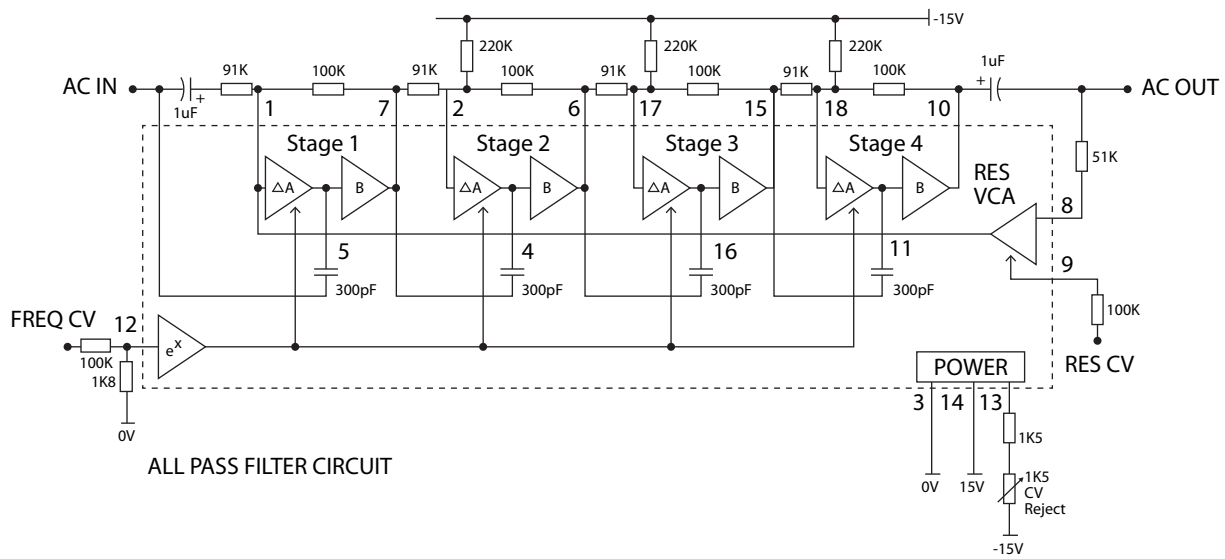 -15V
220K
220K
220K
AC IN
1uF
+
91K
100K
91K
100K
91K
100K
91K
100K
1uF
+
AC OUT
1
7
2
6
17
15
18
10
Stage 1
Stage 2
Stage 3
Stage 4
51K
△A
B
△A
B
△A
B
△A
B
RES
VCA
8
5
4
16
11
9
300pF
300pF
300pF
300pF
FREQ CV
12
100K
1K8
0V
eˣ
100K
RES CV
POWER
3
14
13
1K5
0V
15V
1K5
CV
Reject
-15V
ALL PASS FILTER CIRCUIT